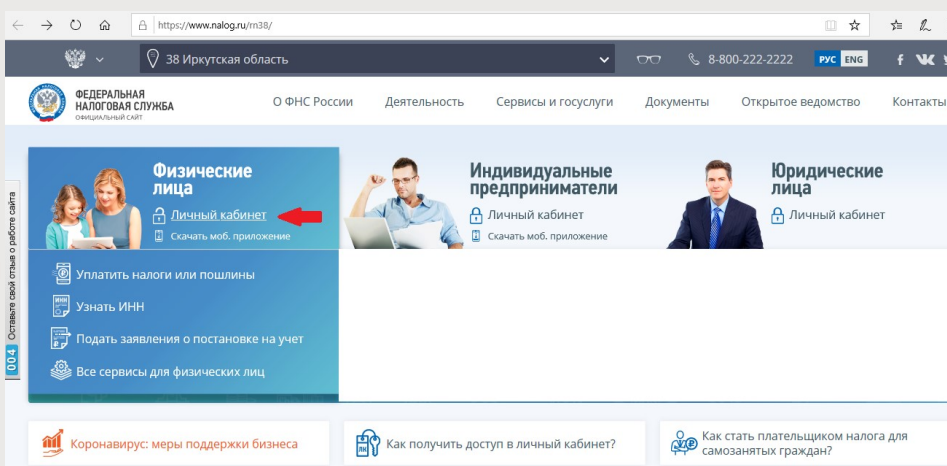 https://www.nalog.ru/rn38/
38 Иркутская область
8-800-222-2222
РУС ENG
ФЕДЕРАЛЬНАЯ
НАЛОГОВАЯ СЛУЖБА
ОФИЦИАЛЬНЫЙ САЙТ
О ФНС России
Деятельность
Сервисы и госуслуги
Документы
Открытое ведомство
Контакты
Физические
лица
Личный кабинет
Скачать моб. приложение
Индивидуальные
предприниматели
Личный кабинет
Скачать моб. приложение
Юридические
лица
Личный кабинет
Уплатить налоги или пошлины
Узнать ИНН
Подать заявления о постановке на учет
Все сервисы для физических лиц
004 Оставьте свой отзыв о работе сайта
Коронавирус: меры поддержки бизнеса
Как получить доступ в личный кабинет?
Как стать плательщиком налога для
самозанятых граждан?